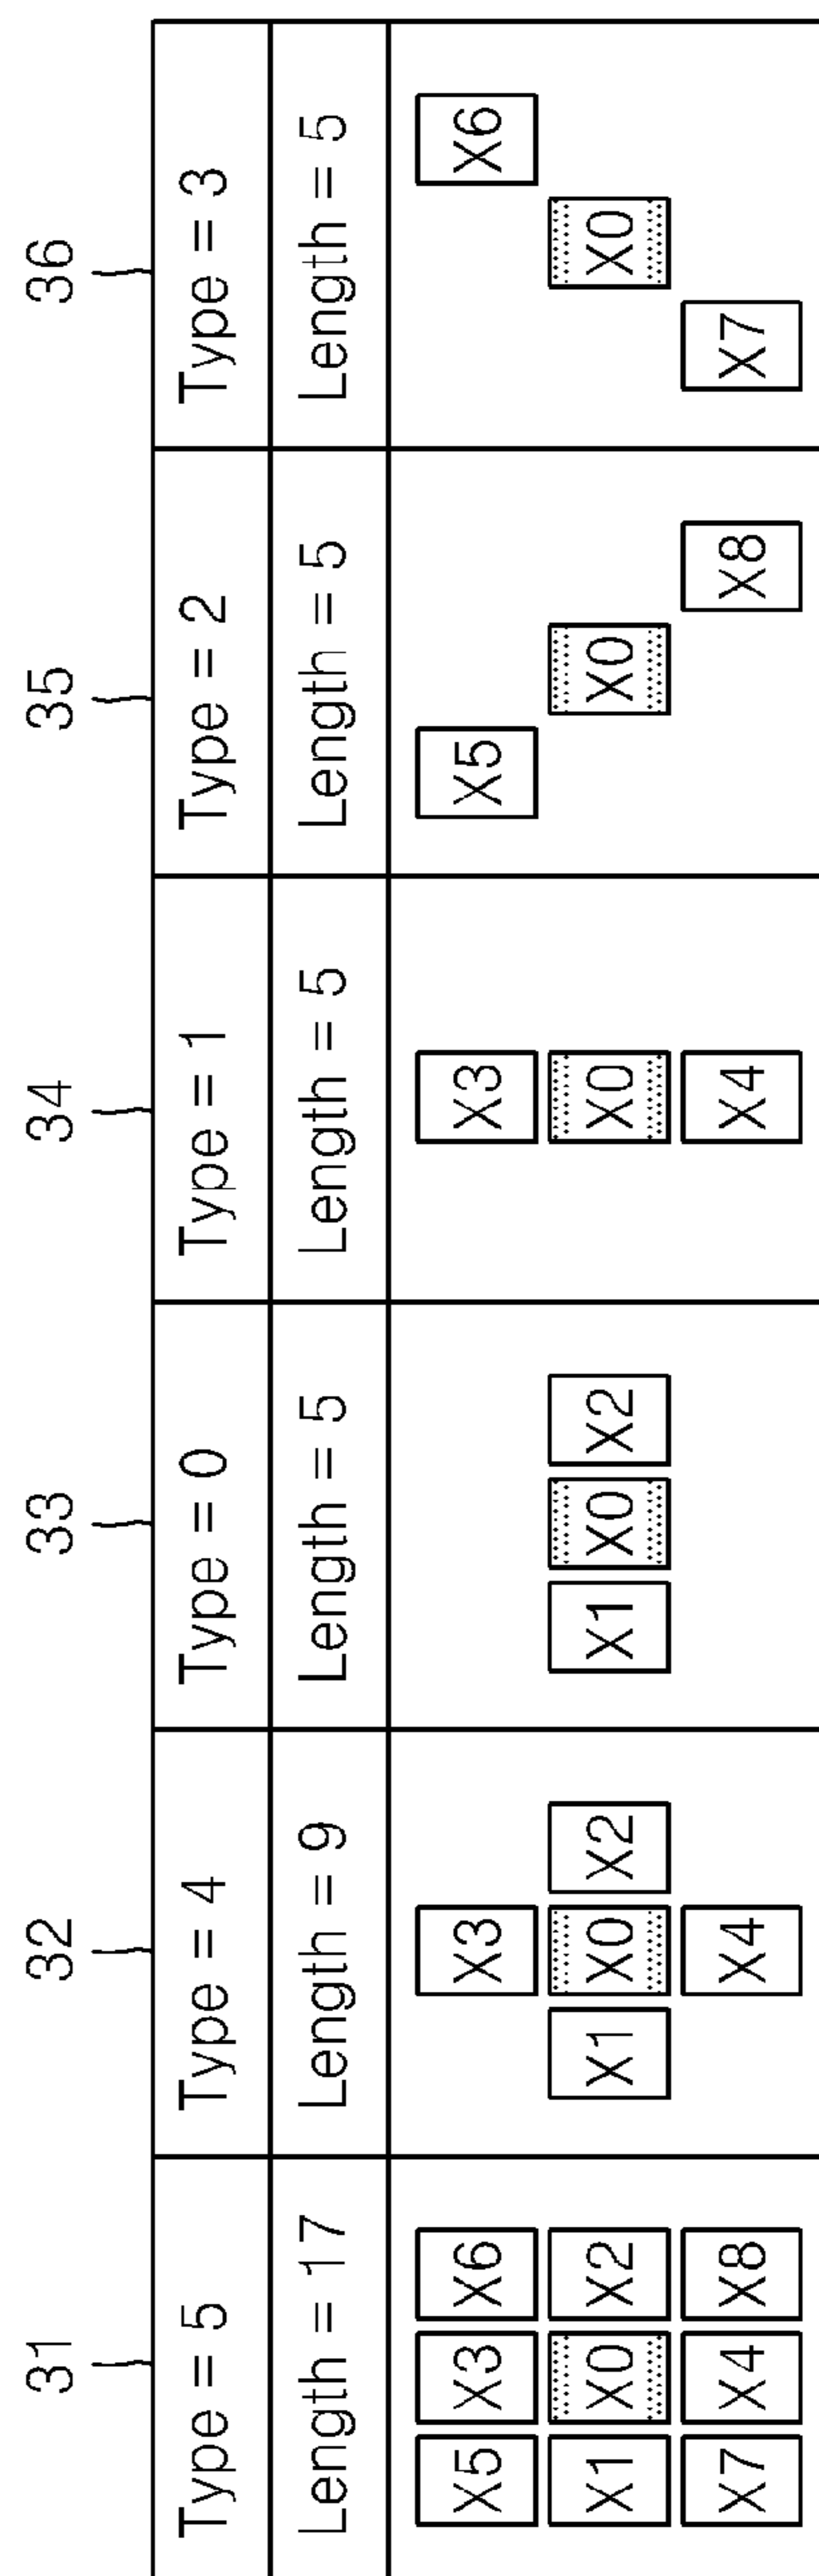 31 32 33 34 35 36
Type = 5 Type = 4 Type = 0 Type = 1 Type = 2 Type = 3
Length = 17 Length = 9 Length = 5 Length = 5 Length = 5 Length = 5
X5 X3 X6 X3 X3 X5 X6
X1 X0 X2 X1 X0 X2 X1 X0 X2 X0 X0 X0
X7 X4 X8 X4 X4 X8 X7